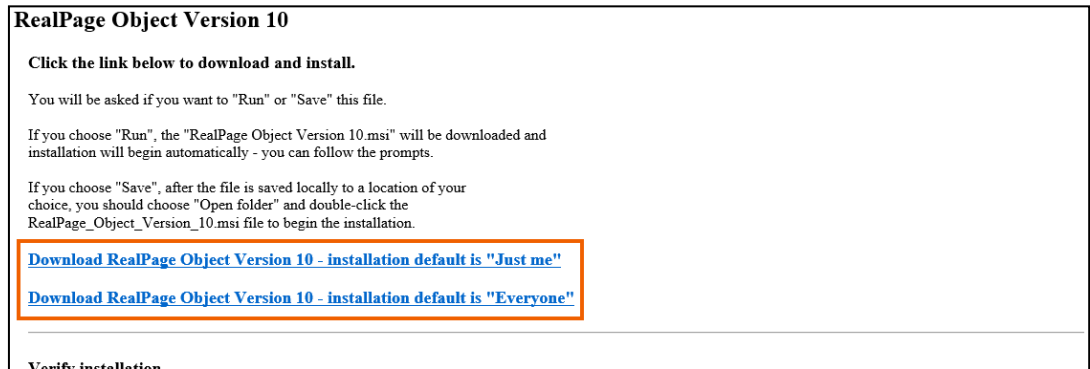 RealPage Object Version 10
Click the link below to download and install.
You will be asked if you want to "Run" or "Save" this file.
If you choose "Run", the "RealPage Object Version 10.msi" will be downloaded and
installation will begin automatically - you can follow the prompts.
If you choose "Save", after the file is saved locally to a location of your
choice, you should choose "Open folder" and double-click the
RealPage_Object_Version_10.msi file to begin the installation.
Download RealPage Object Version 10 - installation default is "Just me"
Download RealPage Object Version 10 - installation default is "Everyone"
Verify installation